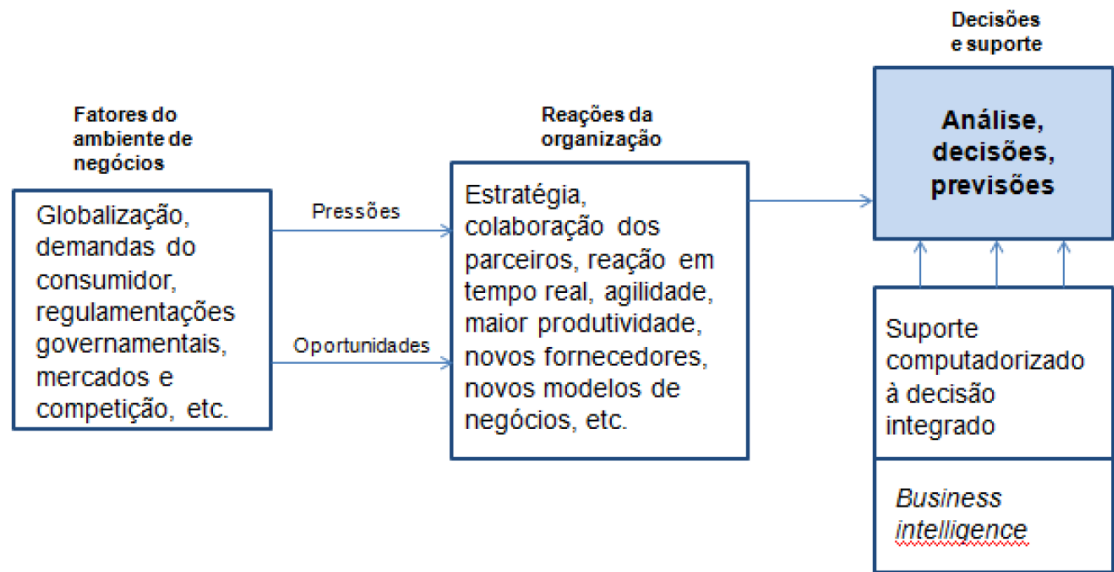 Fatores do
ambiente de
negócios
Globalização,
demandas do
consumidor,
regulamentações
governamentais,
mercados e
competição, etc.
Pressões
Oportunidades
Reações da
organização
Estratégia,
colaboração dos
parceiros, reação em
tempo real, agilidade,
maior produtividade,
novos fornecedores,
novos modelos de
negócios, etc.
Decisões
e suporte
Análise,
decisões,
previsões
Suporte
computadorizado
à decisão
integrado
Business
intelligence